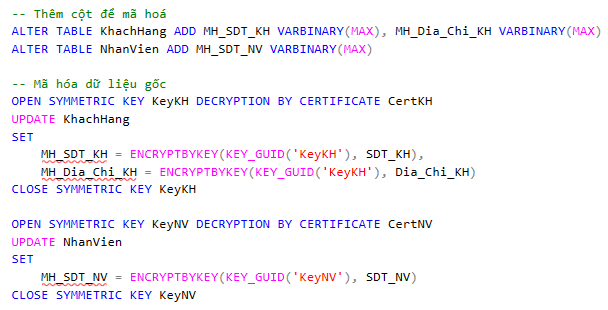 -- Thêm cột để mã hoá
ALTER TABLE KhachHang ADD MH_SDT_KH VARBINARY(MAX), MH_Dia_Chi_KH VARBINARY(MAX)
ALTER TABLE NhanVien ADD MH_SDT_NV VARBINARY(MAX)
-- Mã hóa dữ liệu gốc
OPEN SYMMETRIC KEY KeyKH DECRYPTION BY CERTIFICATE CertKH
UPDATE KhachHang
SET
MH_SDT_KH = ENCRYPTBYKEY(KEY_GUID('KeyKH'), SDT_KH),
MH_Dia_Chi_KH = ENCRYPTBYKEY(KEY_GUID('KeyKH'), Dia_Chi_KH)
CLOSE SYMMETRIC KEY KeyKH
OPEN SYMMETRIC KEY KeyNV DECRYPTION BY CERTIFICATE CertNV
UPDATE NhanVien
SET
MH_SDT_NV = ENCRYPTBYKEY(KEY_GUID('KeyNV'), SDT_NV)
CLOSE SYMMETRIC KEY KeyNV